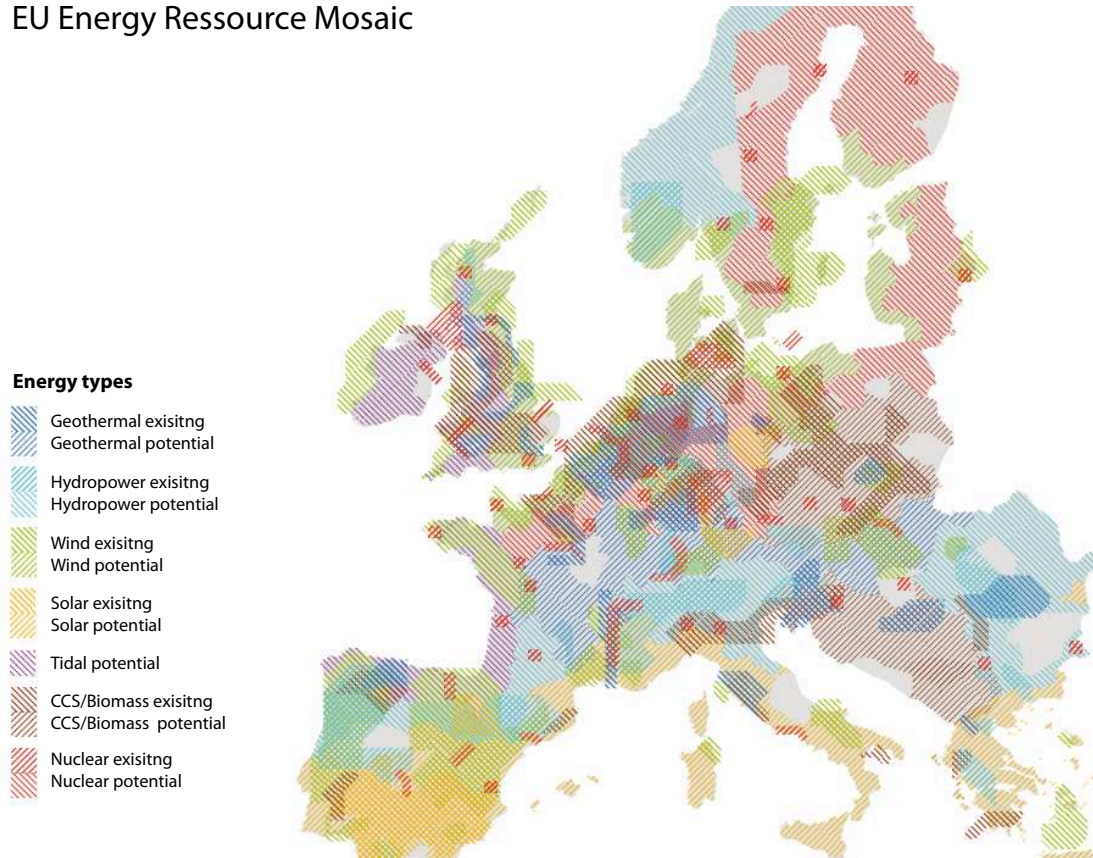 EU Energy Ressource Mosaic
Energy types
Geothermal exisitng
Geothermal potential
Hydropower exisitng
Hydropower potential
Wind exisitng
Wind potential
Solar exisitng
Solar potential
Tidal potential
CCS/Biomass exisitng
CCS/Biomass potential
Nuclear exisitng
Nuclear potential